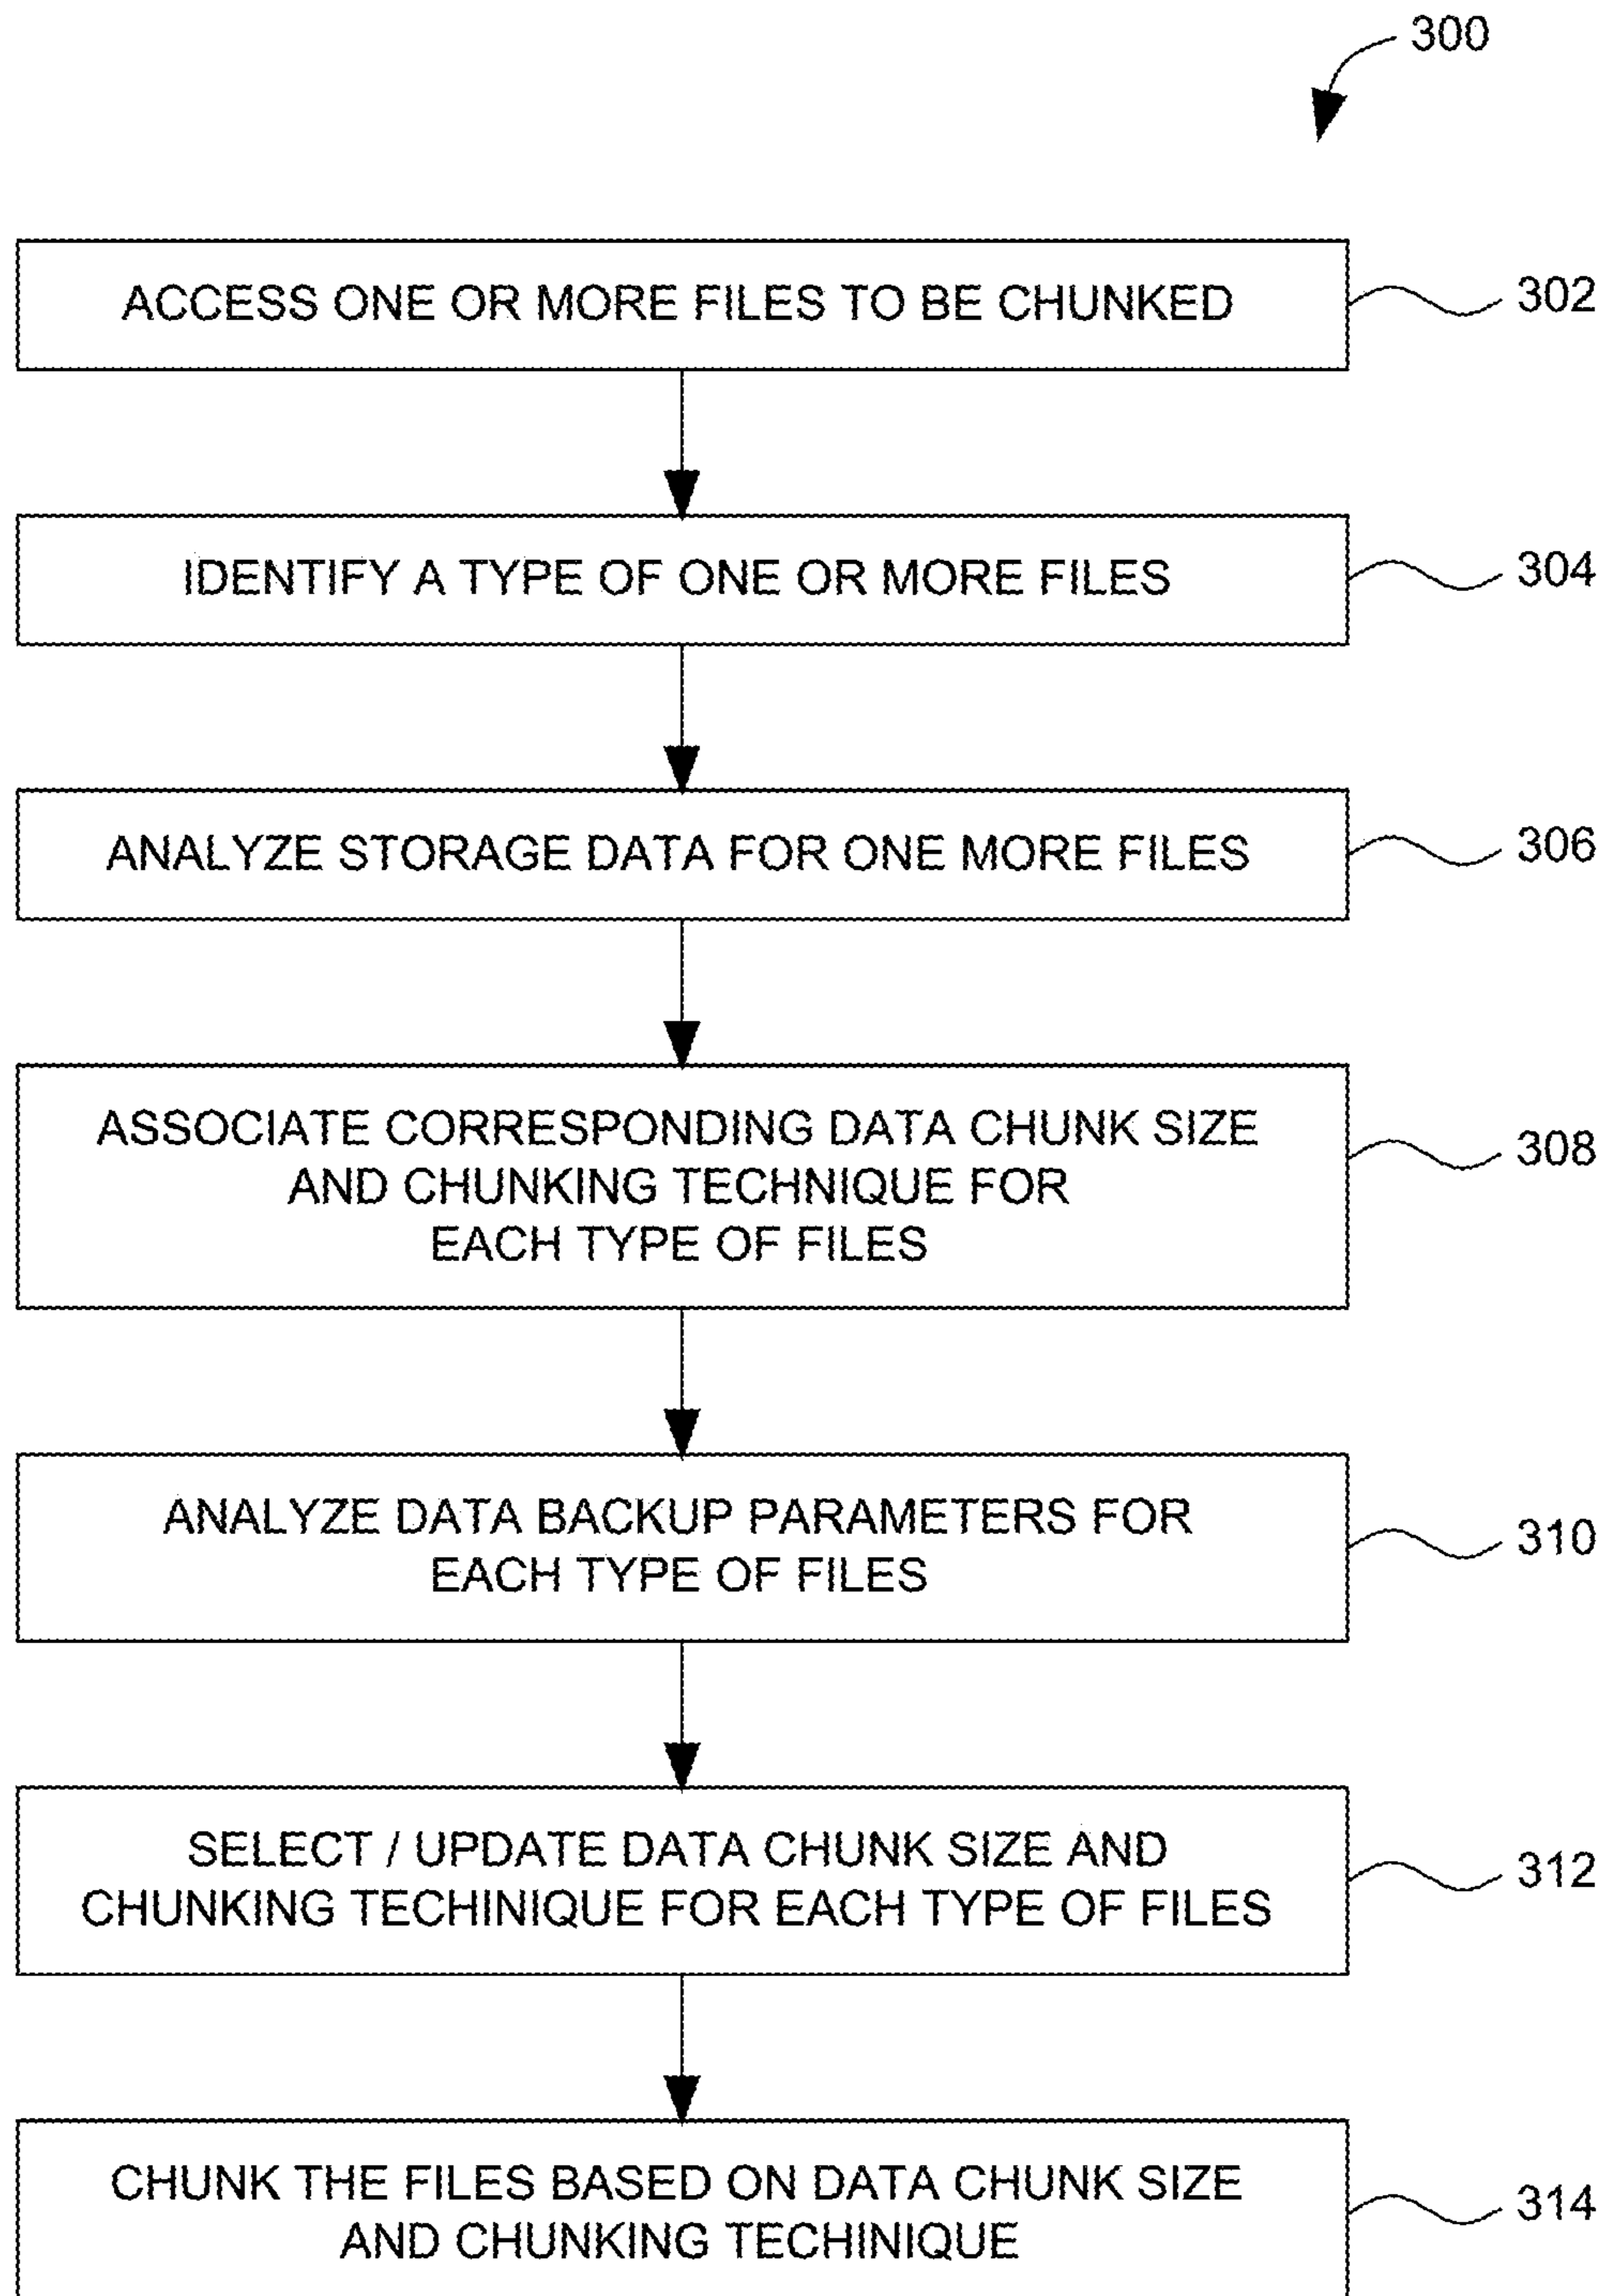 300
ACCESS ONE OR MORE FILES TO BE CHUNKED
302
IDENTIFY A TYPE OF ONE OR MORE FILES
304
ANALYZE STORAGE DATA FOR ONE MORE FILES
306
ASSOCIATE CORRESPONDING DATA CHUNK SIZE
AND CHUNKING TECHNIQUE FOR
EACH TYPE OF FILES
308
ANALYZE DATA BACKUP PARAMETERS FOR
EACH TYPE OF FILES
310
SELECT / UPDATE DATA CHUNK SIZE AND
CHUNKING TECHINIQUE FOR EACH TYPE OF FILES
312
CHUNK THE FILES BASED ON DATA CHUNK SIZE
AND CHUNKING TECHINIQUE
314